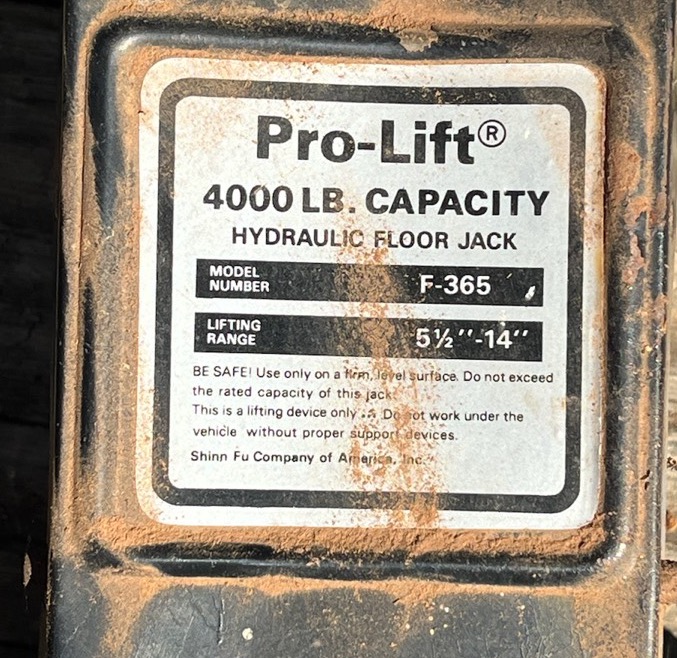 Pro-Lift®
4000 LB. CAPACITY
HYDRAULIC FLOOR JACK
MODEL
NUMBER F-365
LIFTING
RANGE 5½''-14''
BE SAFE! Use only on a firm, level surface. Do not exceed
the rated capacity of this jack.
This is a lifting device only ... Do not work under the
vehicle without proper support devices.
Shinn Fu Company of America, Inc.